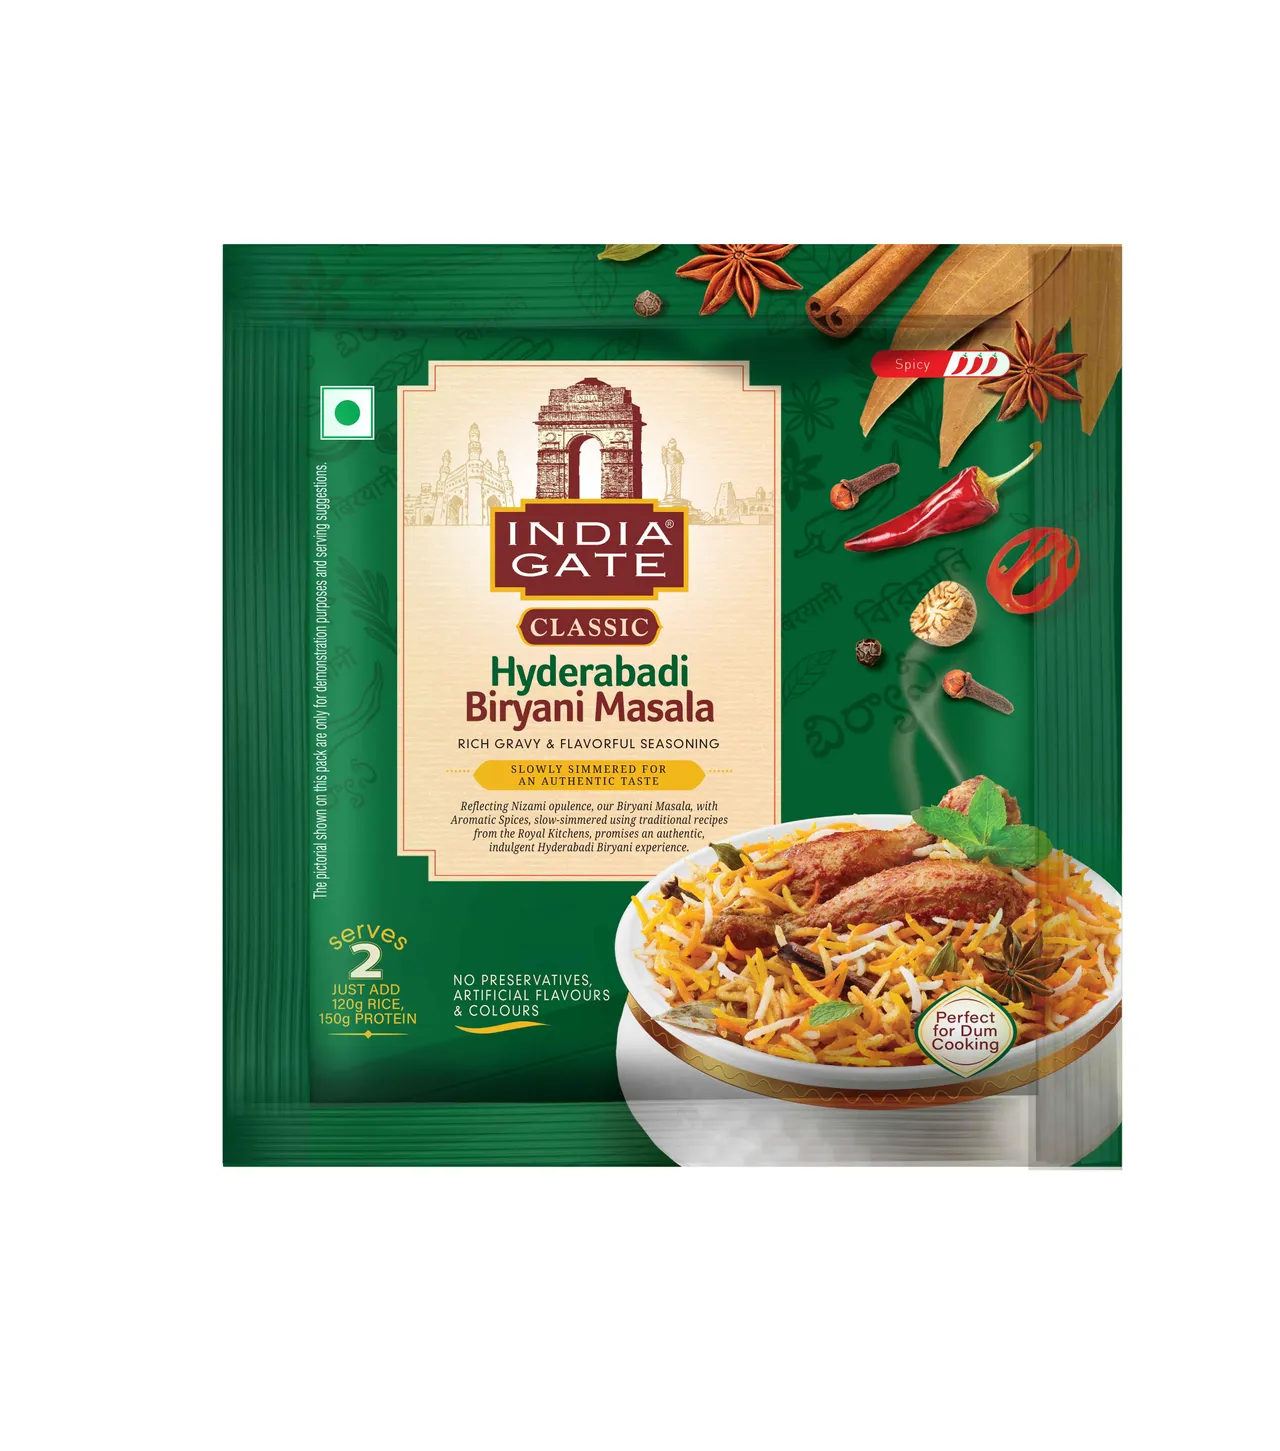 Spicy
INDIA
INDIA®
GATE
CLASSIC
Hyderabadi
Biryani Masala
RICH GRAVY & FLAVORFUL SEASONING
SLOWLY SIMMERED FOR
AN AUTHENTIC TASTE
Reflecting Nizami opulence, our Biryani Masala, with
Aromatic Spices, slow-simmered using traditional recipes
from the Royal Kitchens, promises an authentic,
indulgent Hyderabadi Biryani experience.
The pictorial shown on this pack are only for demonstration purposes and serving suggestions.
serves
2
JUST ADD
120g RICE,
150g PROTEIN
NO PRESERVATIVES,
ARTIFICIAL FLAVOURS
& COLOURS
Perfect
for Dum
Cooking